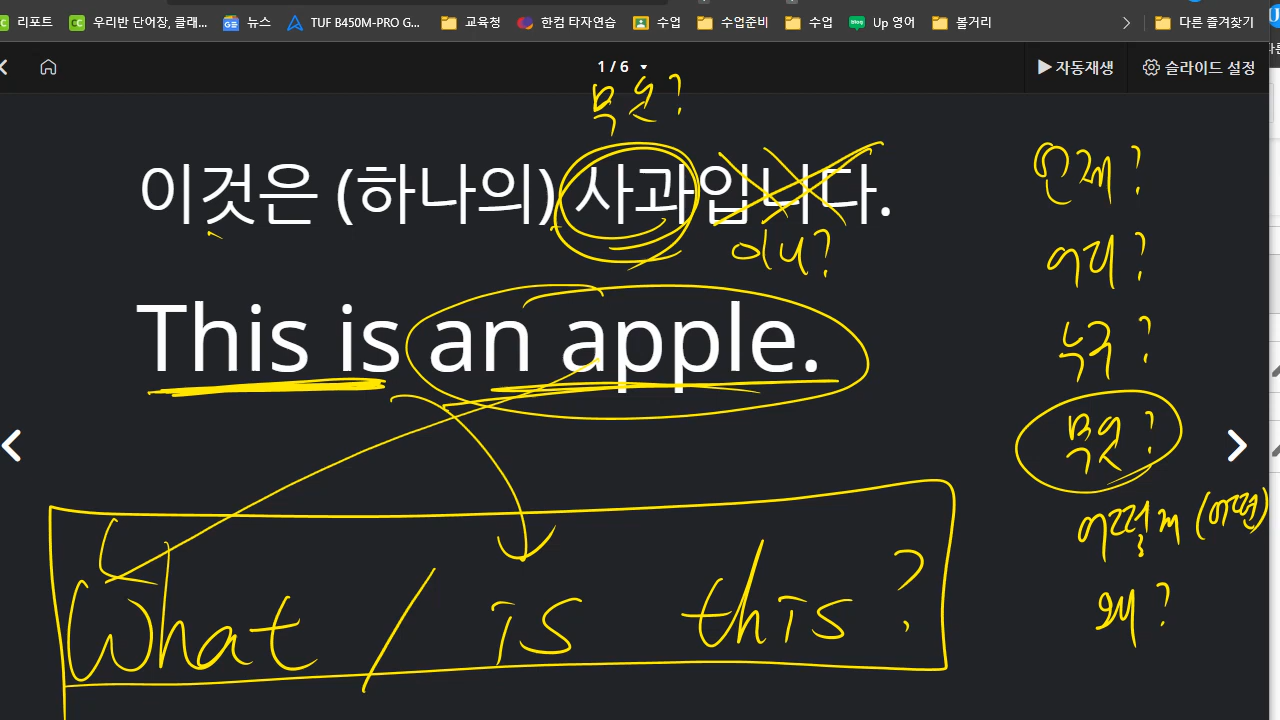 리포트 우리반 단어장, 클래... 뉴스 TUF B450M-PRO G... 교육청 한컴 타자연습 수업 수업준비 수업 Up 영어 볼거리 다른 즐겨찾기
1 / 6 자동재생 슬라이드 설정
무엇?
이것은 (하나의) 사과입니다.
이니?
This is an apple.
What / is this?
언제?
어디?
누구?
무엇?
어떻게 (어떤)
왜?